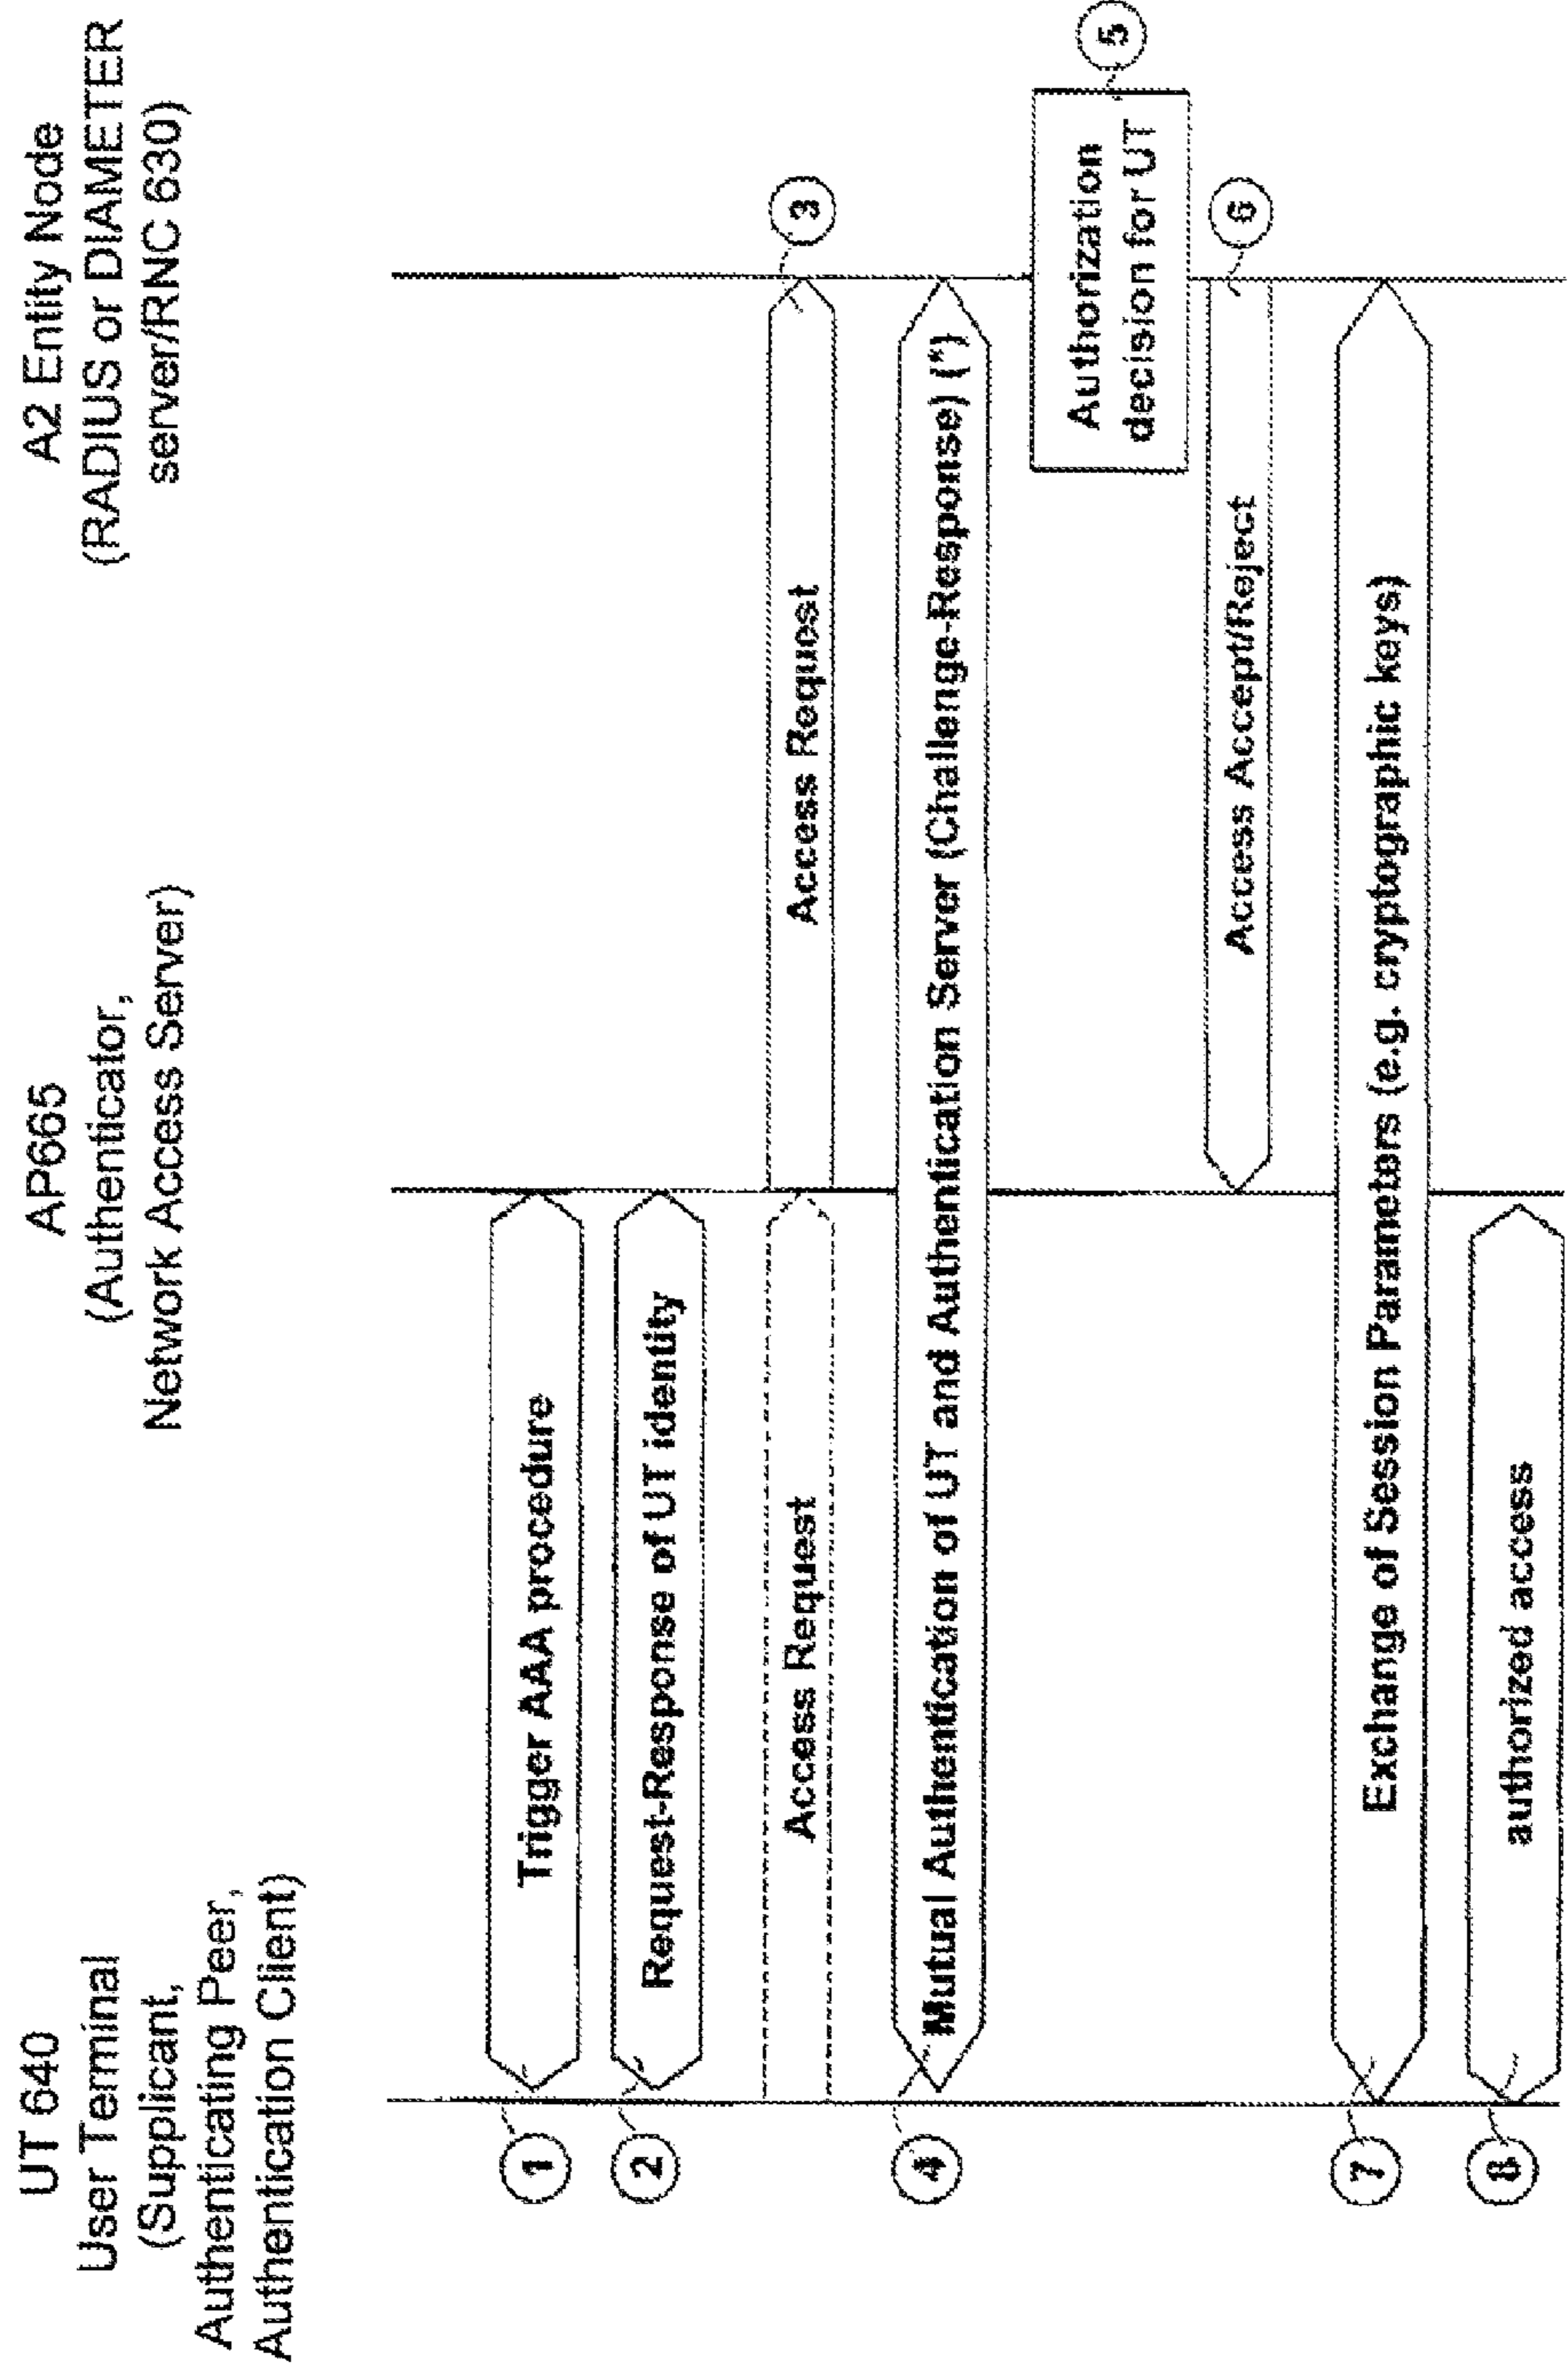 UT 640
User Terminal
(Supplicant,
Authenticating Peer,
Authentication Client)
AP665
(Authenticator,
Network Access Server)
A2 Entity Node
(RADIUS or DIAMETER
server/RNC 630)
1
Trigger AAA procedure
2
Request-Response of UT identity
Access Request
Access Request
3
4
Mutual Authentication of UT and Authentication Server (Challenge-Response) (*)
Authorization
decision for UT
5
Access Accept/Reject
6
7
Exchange of Session Parameters (e.g. cryptographic keys)
8
authorized access